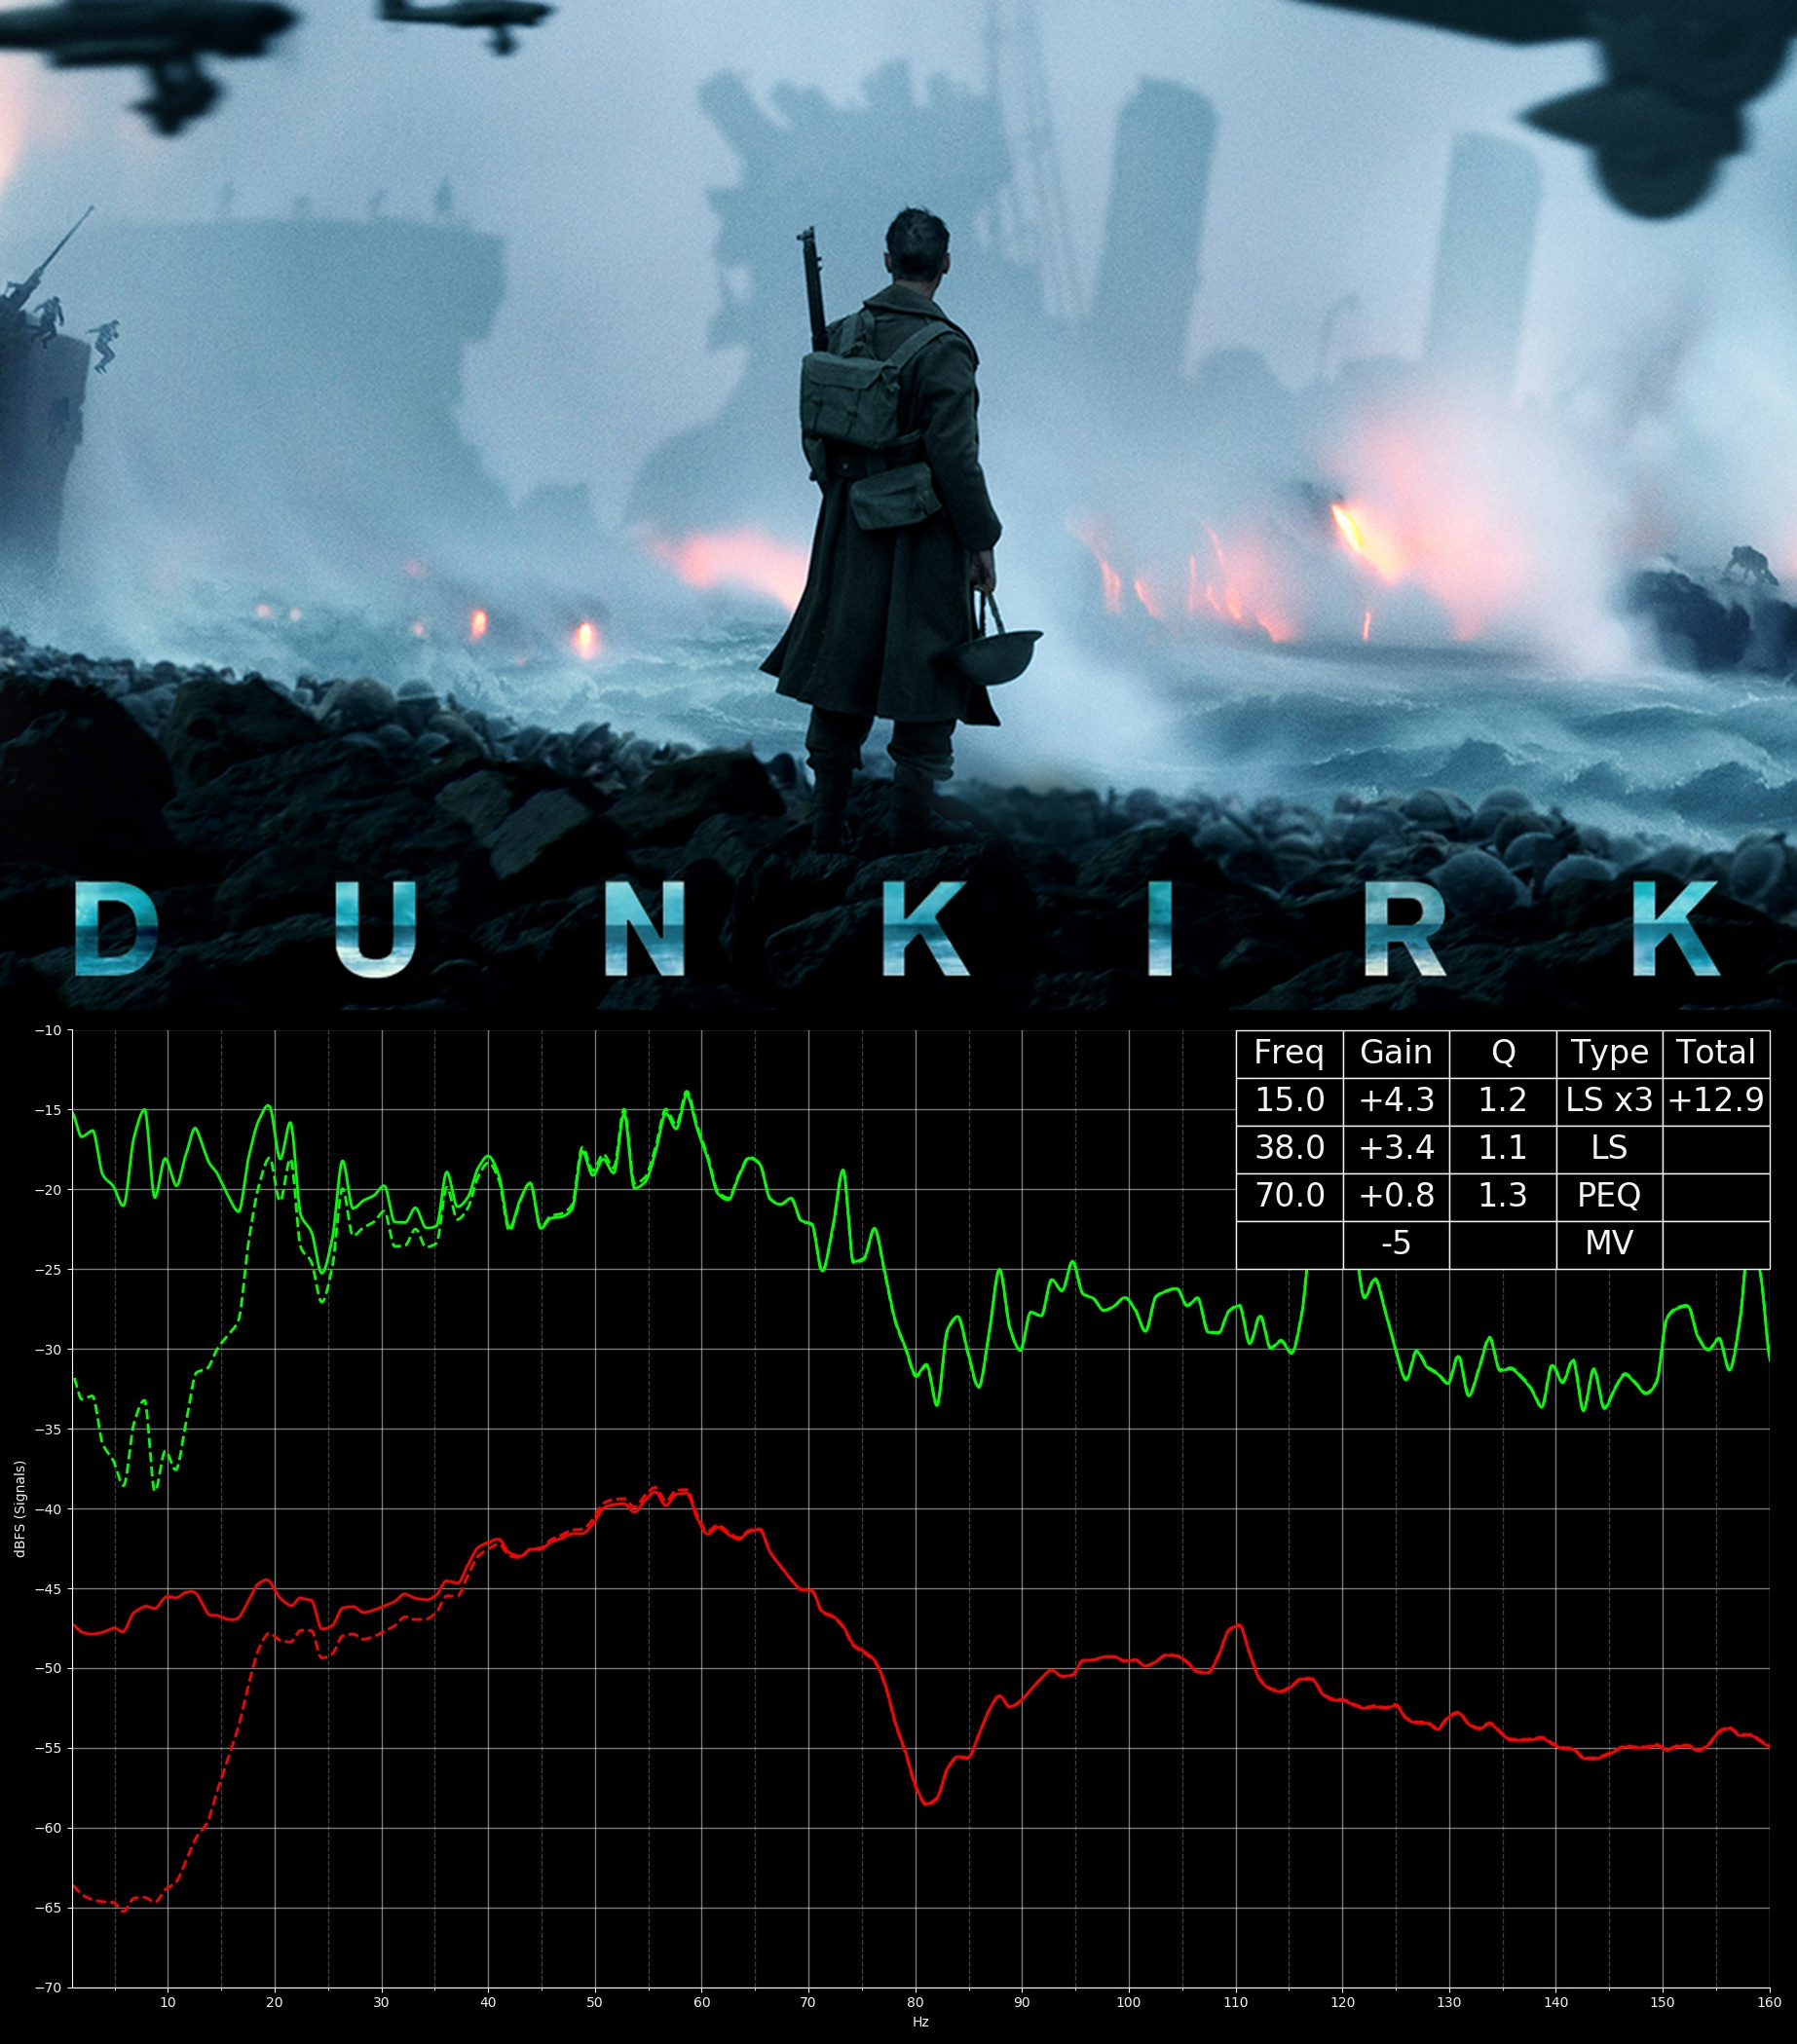 D U N K I R K
Freq Gain Q Type Total
15.0 +4.3 1.2 LS x3 +12.9
38.0 +3.4 1.1 LS
70.0 +0.8 1.3 PEQ
-5 MV
−10
−15
−20
−25
−30
−35
−40
−45
−50
−55
−60
−65
−70
dBFS (Signals)
10 20 30 40 50 60 70 80 90 100 110 120 130 140 150 160
Hz